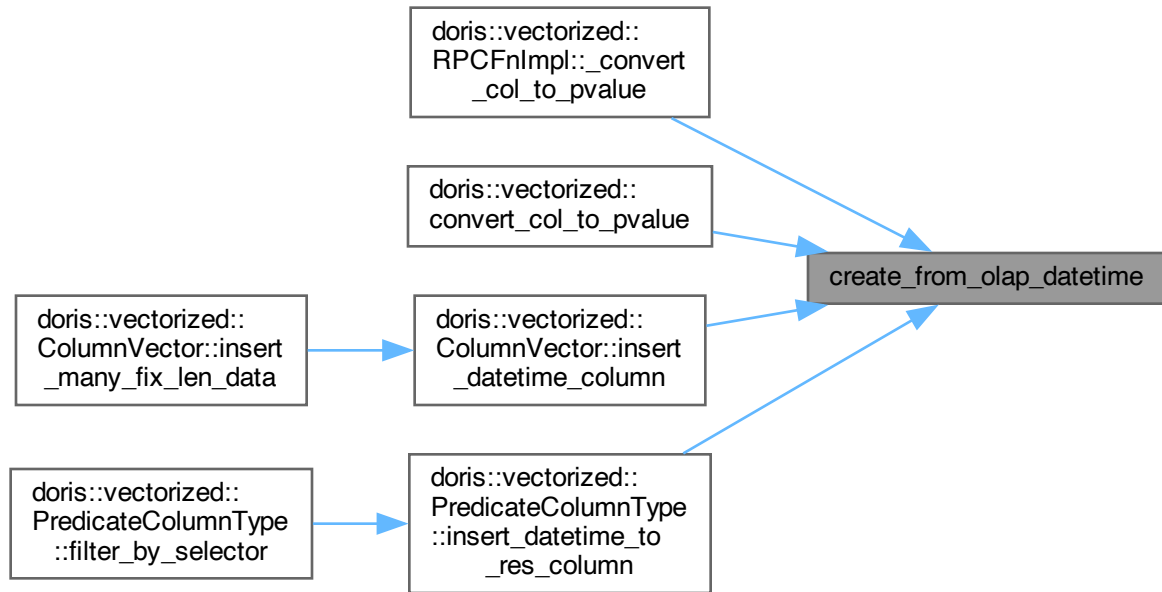 doris::vectorized::
RPCFnImpl::_convert
_col_to_pvalue
doris::vectorized::
convert_col_to_pvalue
create_from_olap_datetime
doris::vectorized::
ColumnVector::insert
_many_fix_len_data
doris::vectorized::
ColumnVector::insert
_datetime_column
doris::vectorized::
PredicateColumnType
::filter_by_selector
doris::vectorized::
PredicateColumnType
::insert_datetime_to
_res_column